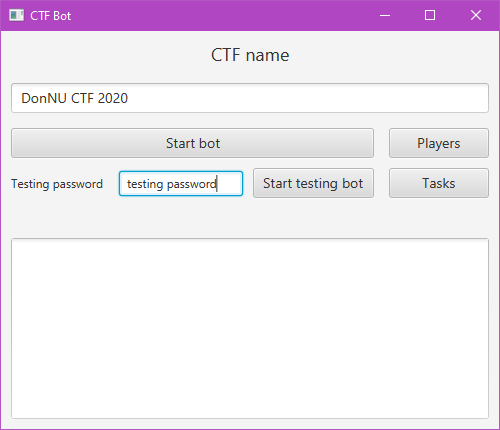 CTF Bot
CTF name
DonNU CTF 2020
Start bot
Players
Testing password
testing password
Start testing bot
Tasks